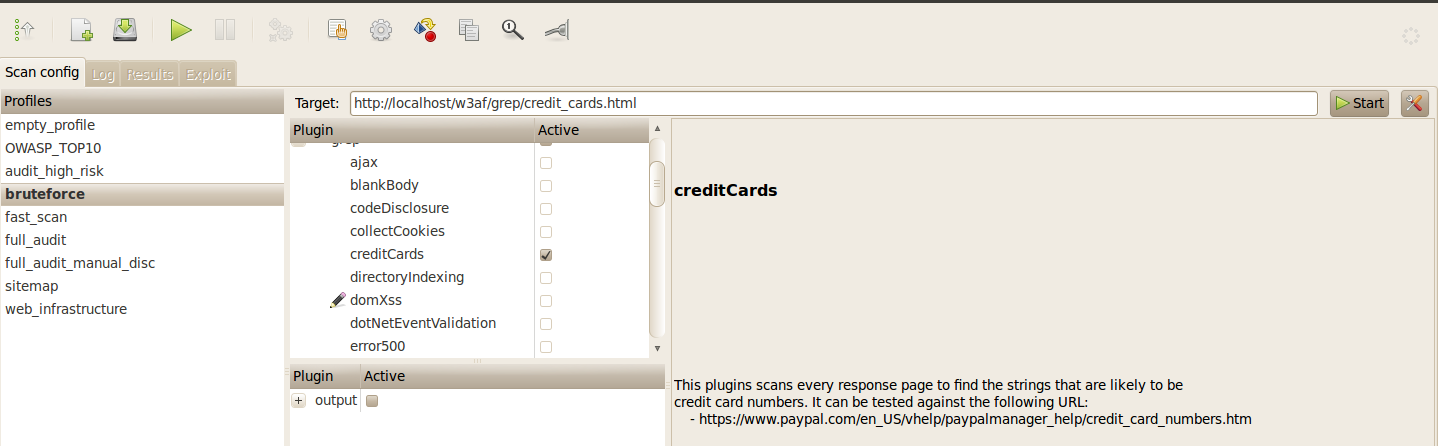 Scan config Log Results Exploit
Profiles
empty_profile
OWASP_TOP10
audit_high_risk
bruteforce
fast_scan
full_audit
full_audit_manual_disc
sitemap
web_infrastructure
Target: http://localhost/w3af/grep/credit_cards.html Start
Plugin Active
grep
ajax
blankBody
codeDisclosure
collectCookies
creditCards
directoryIndexing
domXss
dotNetEventValidation
error500
Plugin Active
output
creditCards
This plugins scans every response page to find the strings that are likely to be
credit card numbers. It can be tested against the following URL:
- https://www.paypal.com/en_US/vhelp/paypalmanager_help/credit_card_numbers.htm